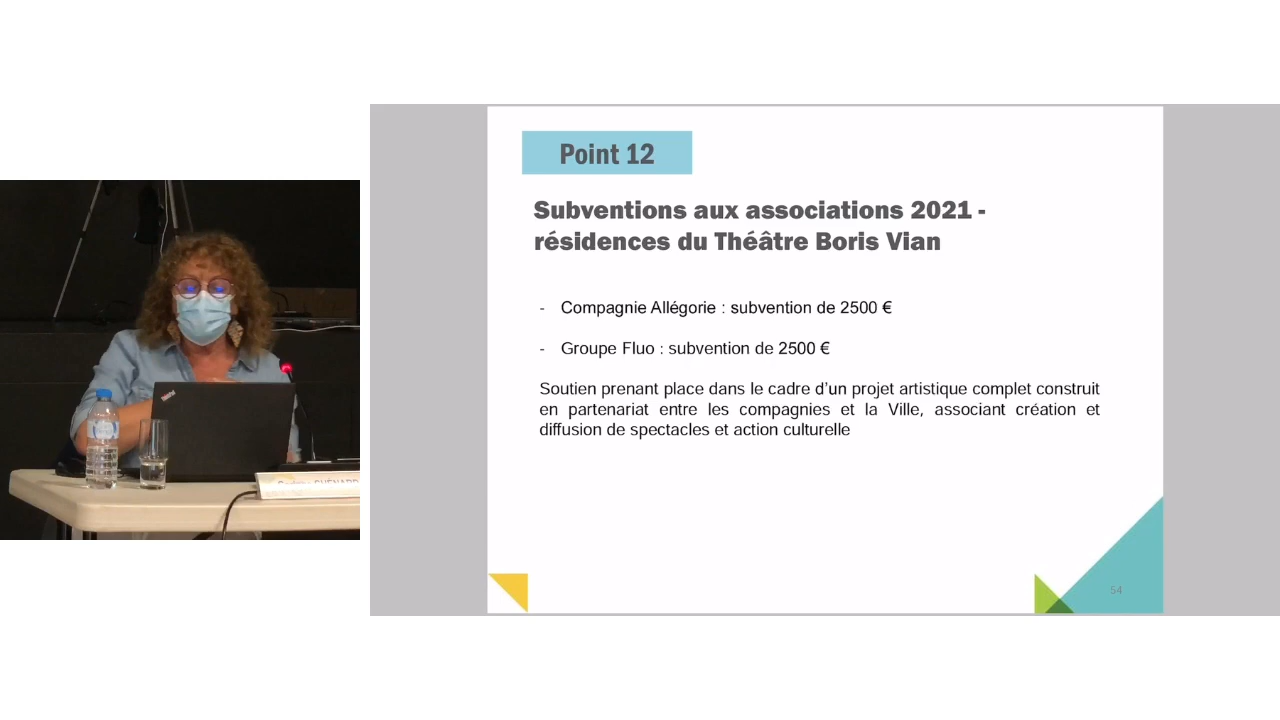 Point 12
Subventions aux associations 2021 -
résidences du Théâtre Boris Vian
- Compagnie Allégorie : subvention de 2500 €
- Groupe Fluo : subvention de 2500 €
Soutien prenant place dans le cadre d’un projet artistique complet construit
en partenariat entre les compagnies et la Ville, associant création et
diffusion de spectacles et action culturelle
54
ThinkPad